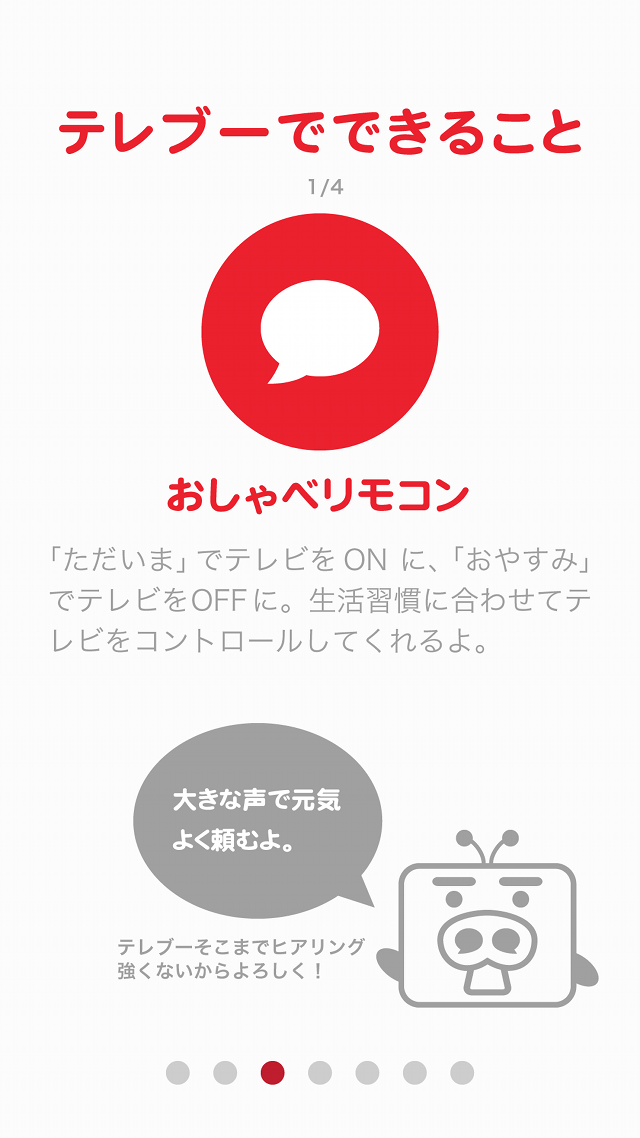 テレブーでできること
1/4
おしゃべリモコン
「ただいま」でテレビを ON に、「おやすみ」
でテレビをOFFに。生活習慣に合わせてテ
レビをコントロールしてくれるよ。
大きな声で元気
よく頼むよ。
テレブーそこまでヒアリング
強くないからよろしく！